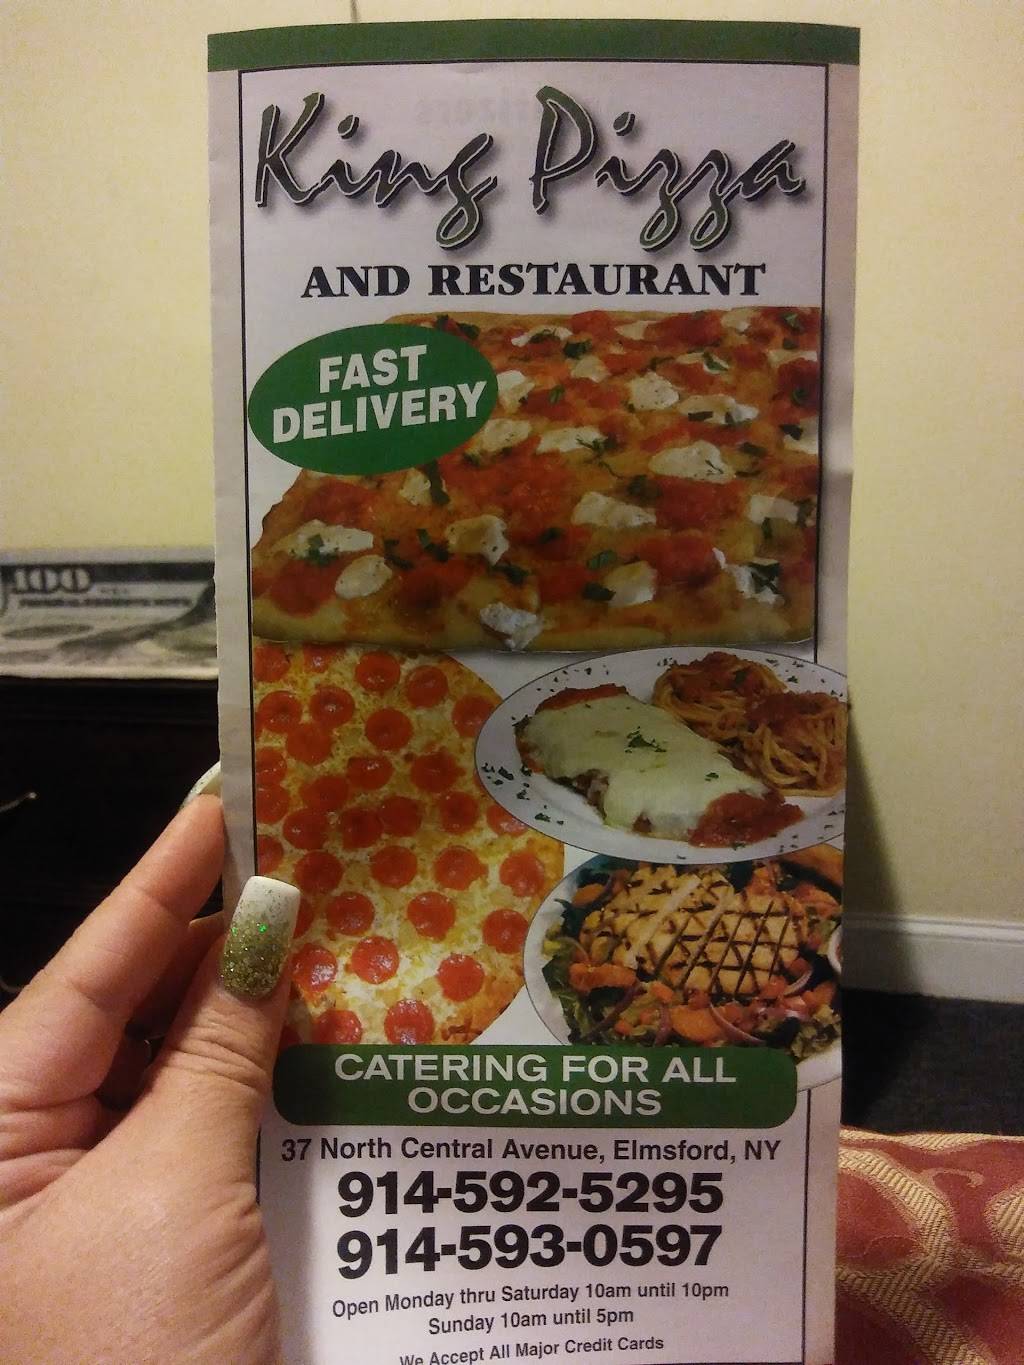 King Pizza
AND RESTAURANT
FAST
DELIVERY
100
CATERING FOR ALL
OCCASIONS
37 North Central Avenue, Elmsford, NY
914-592-5295
914-593-0597
Open Monday thru Saturday 10am until 10pm
Sunday 10am until 5pm
We Accept All Major Credit Cards